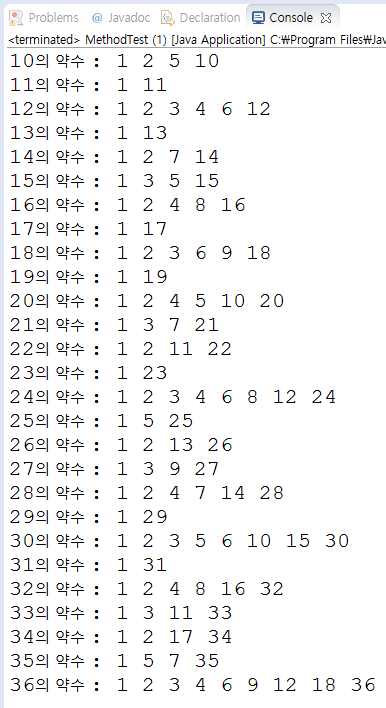 Problems @ Javadoc Declaration Console
<terminated> MethodTest (1) [Java Application] C:₩Program Files₩Jav
10의 약수 : 1 2 5 10
11의 약수 : 1 11
12의 약수 : 1 2 3 4 6 12
13의 약수 : 1 13
14의 약수 : 1 2 7 14
15의 약수 : 1 3 5 15
16의 약수 : 1 2 4 8 16
17의 약수 : 1 17
18의 약수 : 1 2 3 6 9 18
19의 약수 : 1 19
20의 약수 : 1 2 4 5 10 20
21의 약수 : 1 3 7 21
22의 약수 : 1 2 11 22
23의 약수 : 1 23
24의 약수 : 1 2 3 4 6 8 12 24
25의 약수 : 1 5 25
26의 약수 : 1 2 13 26
27의 약수 : 1 3 9 27
28의 약수 : 1 2 4 7 14 28
29의 약수 : 1 29
30의 약수 : 1 2 3 5 6 10 15 30
31의 약수 : 1 31
32의 약수 : 1 2 4 8 16 32
33의 약수 : 1 3 11 33
34의 약수 : 1 2 17 34
35의 약수 : 1 5 7 35
36의 약수 : 1 2 3 4 6 9 12 18 36